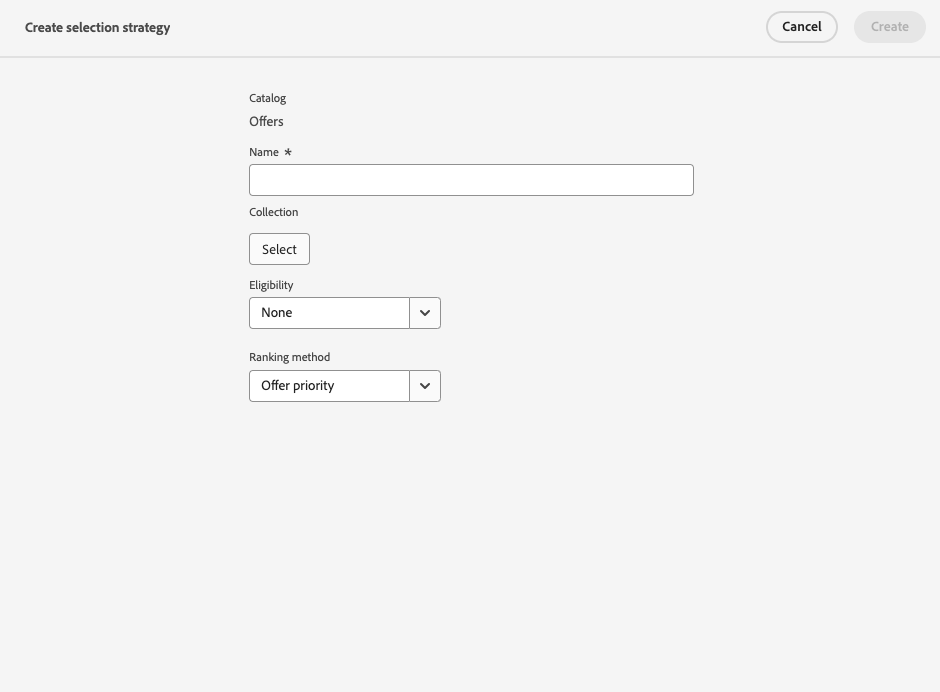 Create selection strategy
Cancel
Create
Catalog
Offers
Name *
Collection
Select
Eligibility
None
Ranking method
Offer priority